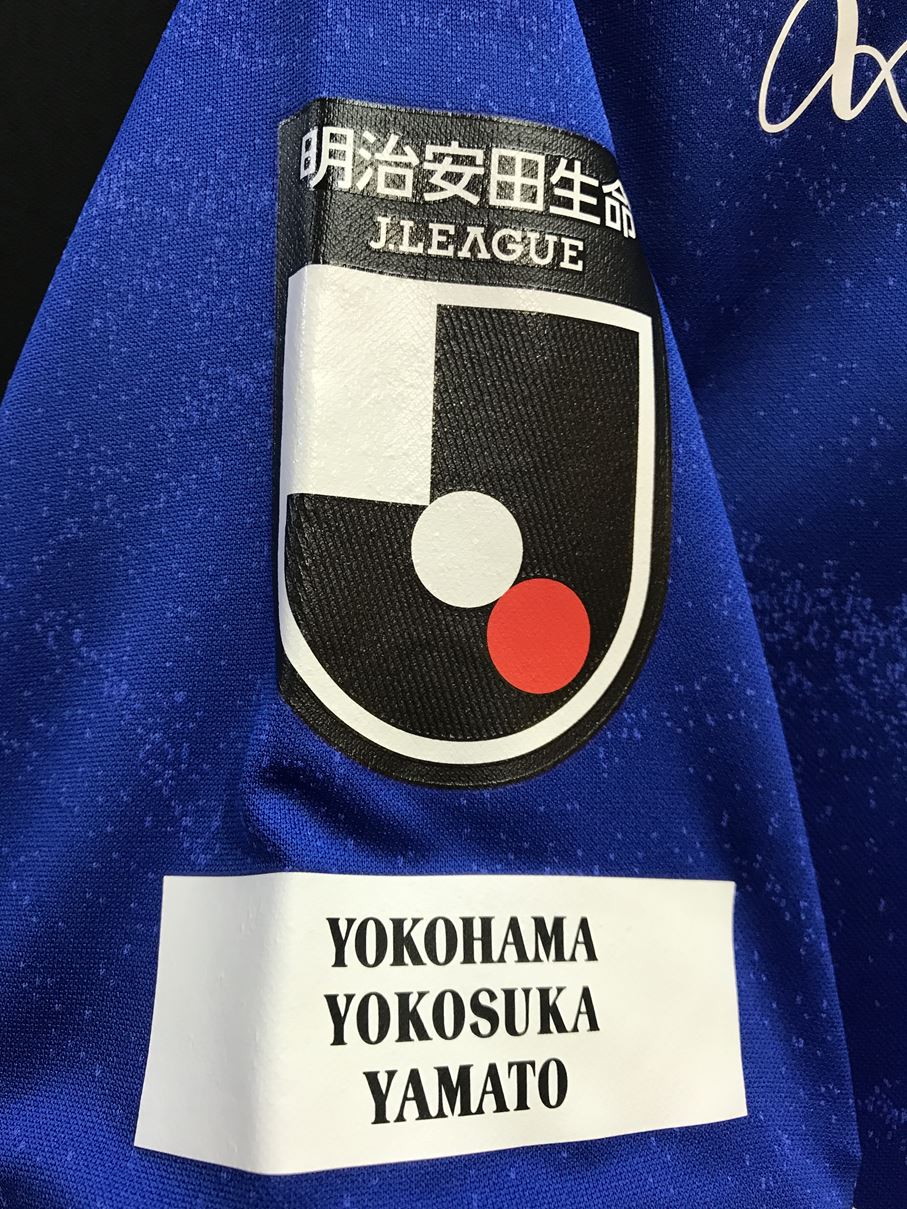 明治安田生命
J.LEAGUE
YOKOHAMA
YOKOSUKA
YAMATO